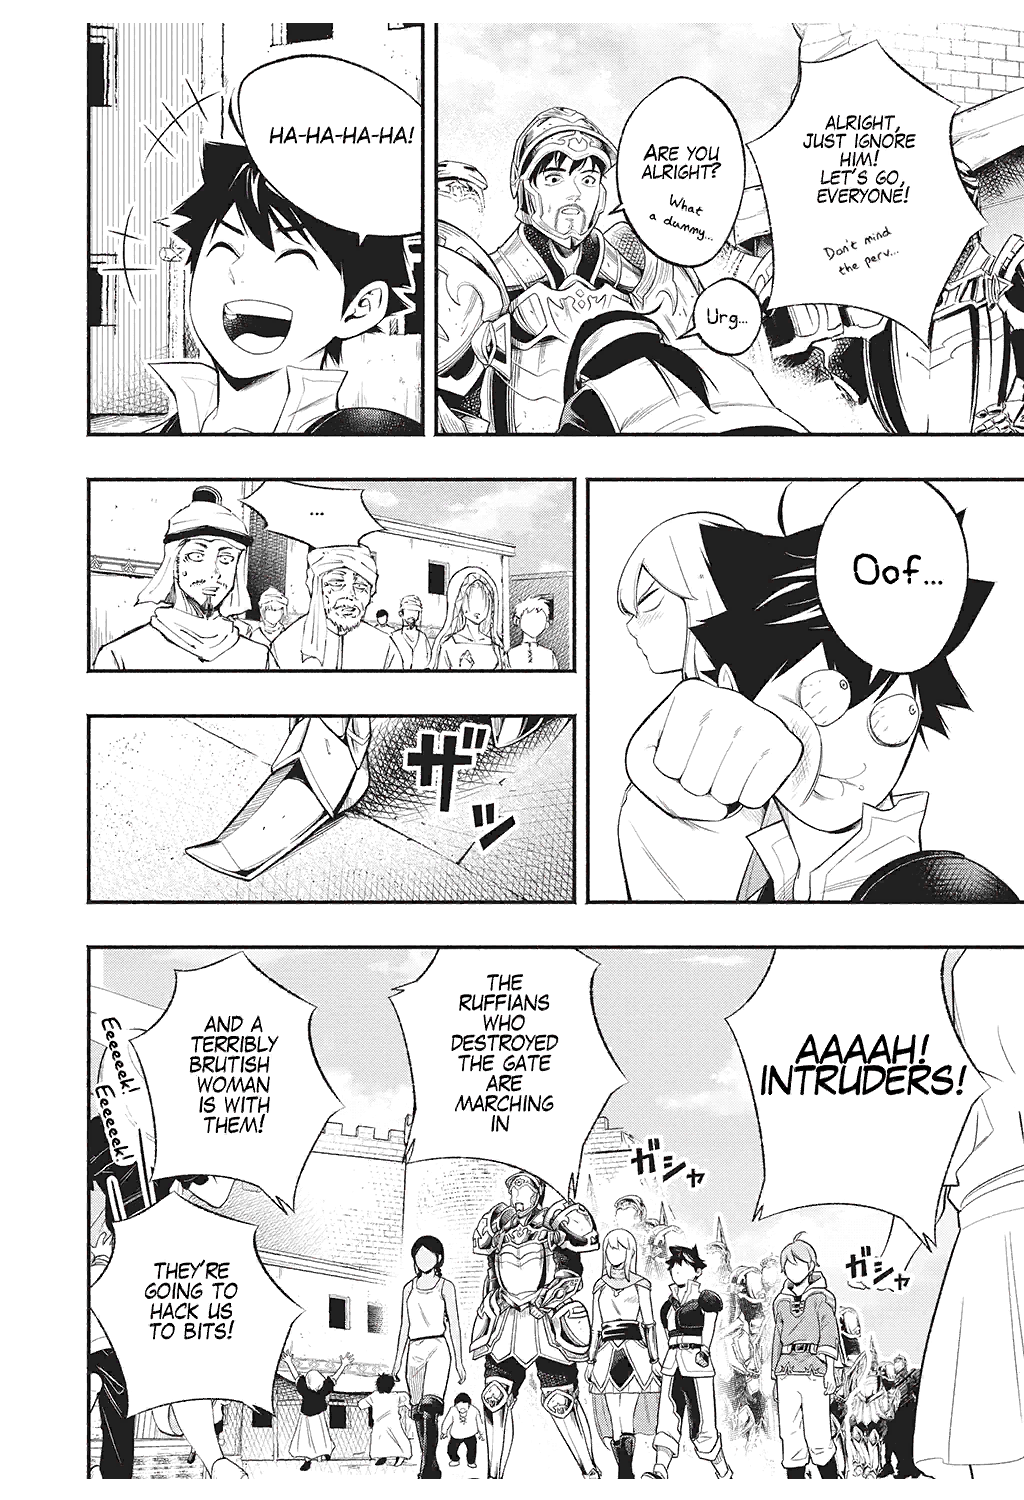 ALRIGHT,
JUST IGNORE
HIM!
LET'S GO,
EVERYONE!
Don't mind
the perv...
ARE YOU
ALRIGHT?
What
a dummy...
Urg...
HA-HA-HA-HA!
Oof...
...
ザ
ッ
AAAAH!
INTRUDERS!
THE
RUFFIANS
WHO
DESTROYED
THE GATE
ARE
MARCHING
IN
AND A
TERRIBLY
BRUTISH
WOMAN
IS WITH
THEM!
Eeeeeek!
Eeeeeek!
THEY'RE
GOING TO
HACK US
TO BITS!
ガシャ
ガシャ